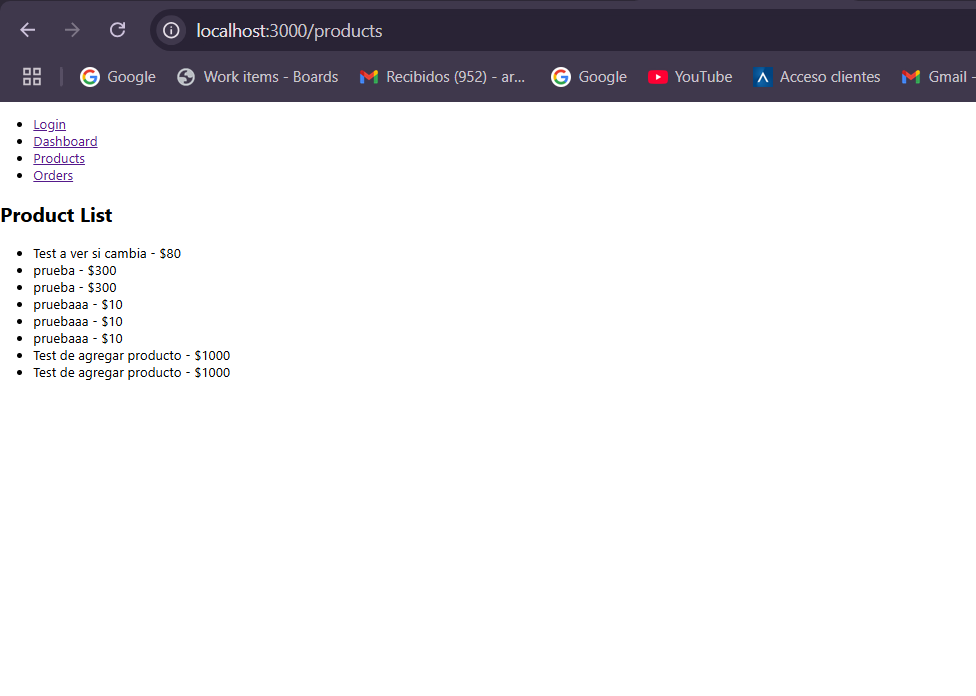 localhost:3000/products
Google Work items - Boards Recibidos (952) - ar... Google YouTube Acceso clientes Gmail -
Login
Dashboard
Products
Orders
Product List
Test a ver si cambia - $80
prueba - $300
prueba - $300
pruebaaa - $10
pruebaaa - $10
pruebaaa - $10
Test de agregar producto - $1000
Test de agregar producto - $1000